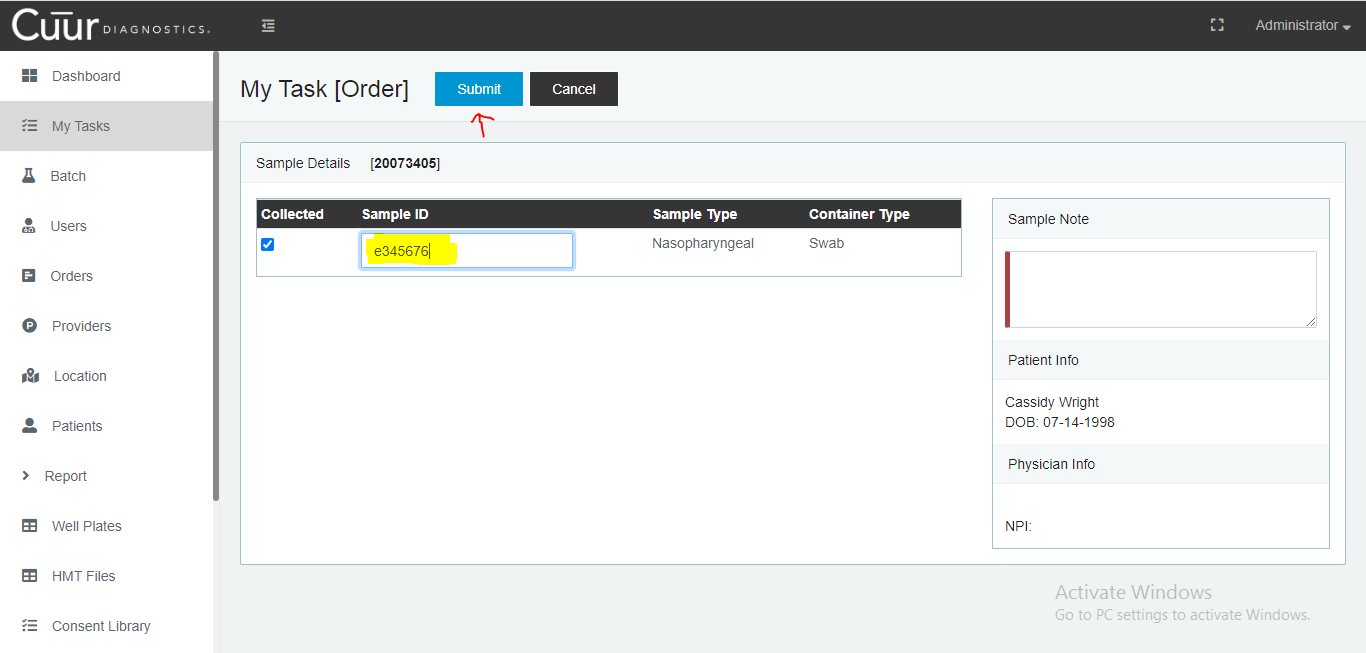 Cuur DIAGNOSTICS.
Administrator
Dashboard
My Tasks
Batch
Users
Orders
Providers
Location
Patients
Report
Well Plates
HMT Files
Consent Library
My Task [Order]
Submit
Cancel
Sample Details [20073405]
Collected Sample ID Sample Type Container Type
e345676 Nasopharyngeal Swab
Sample Note
Patient Info
Cassidy Wright
DOB: 07-14-1998
Physician Info
NPI:
Activate Windows
Go to PC settings to activate Windows.